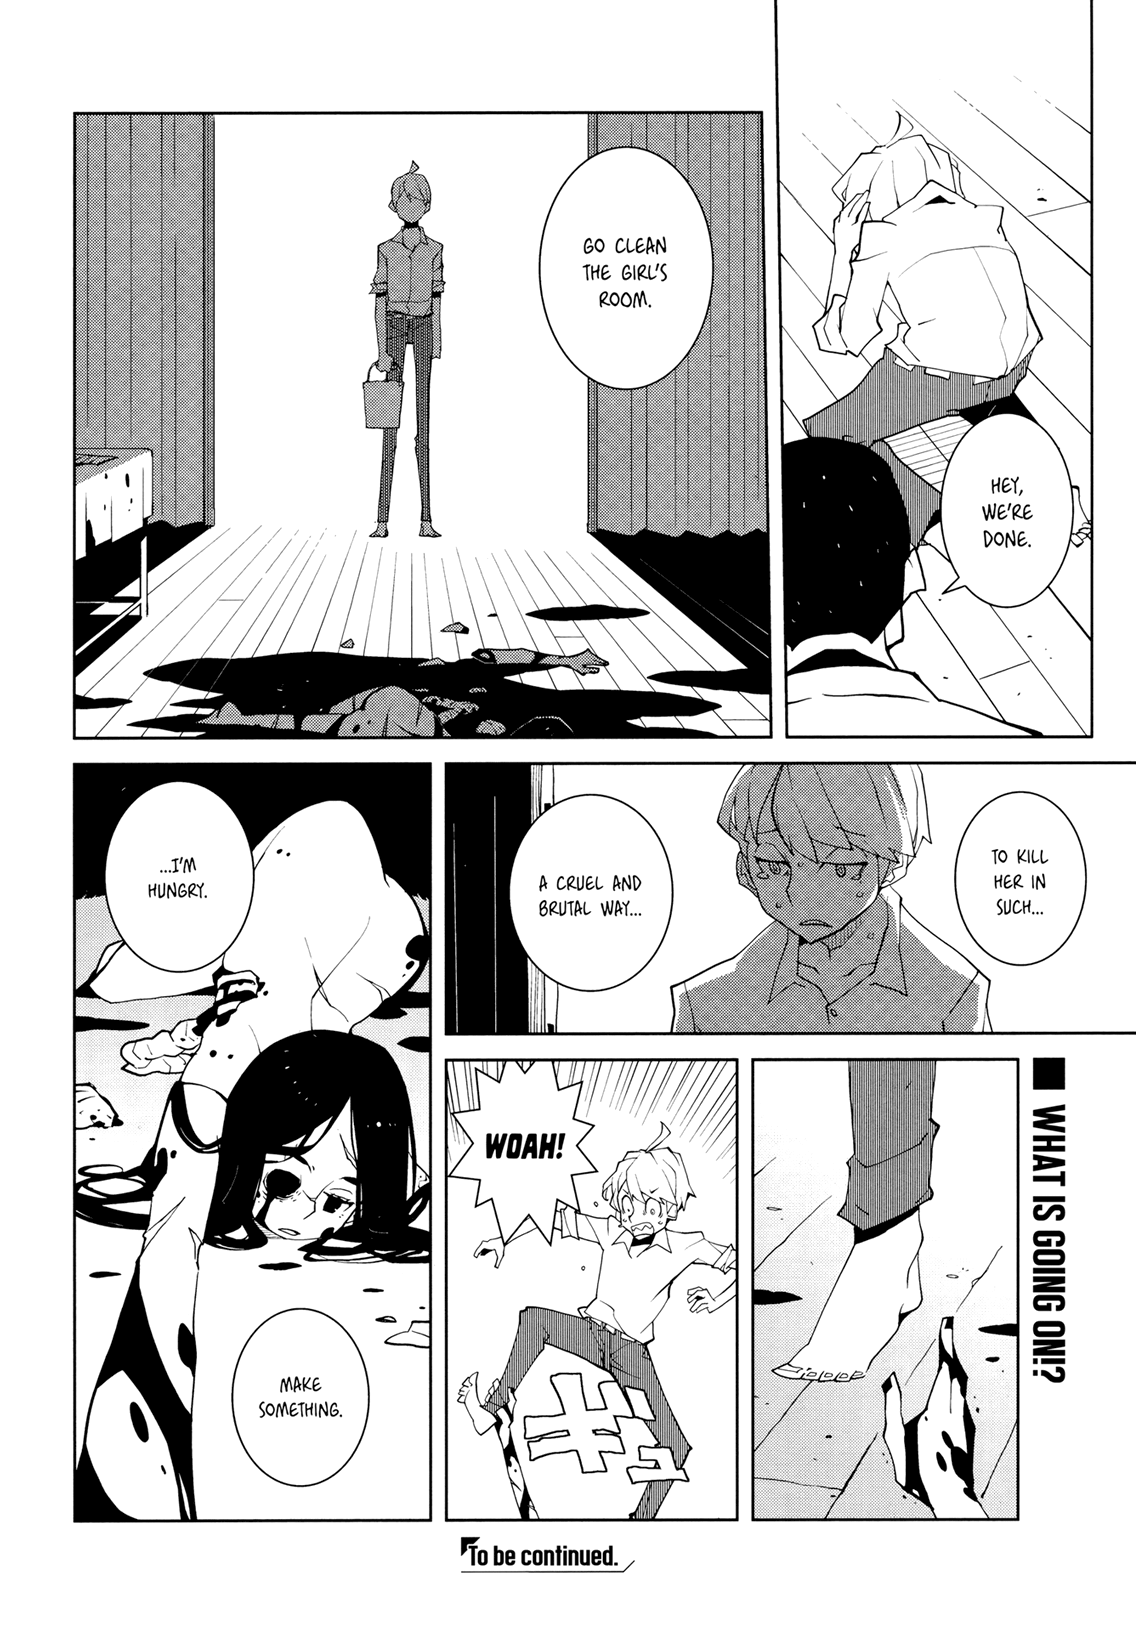 HEY,
WE'RE
DONE.
GO CLEAN
THE GIRL'S
ROOM.
TO KILL
HER IN
SUCH...
A CRUEL AND
BRUTAL WAY...
WOAH!
ギュ
...I'M
HUNGRY.
MAKE
SOMETHING.
WHAT IS GOING ON!?
To be continued.